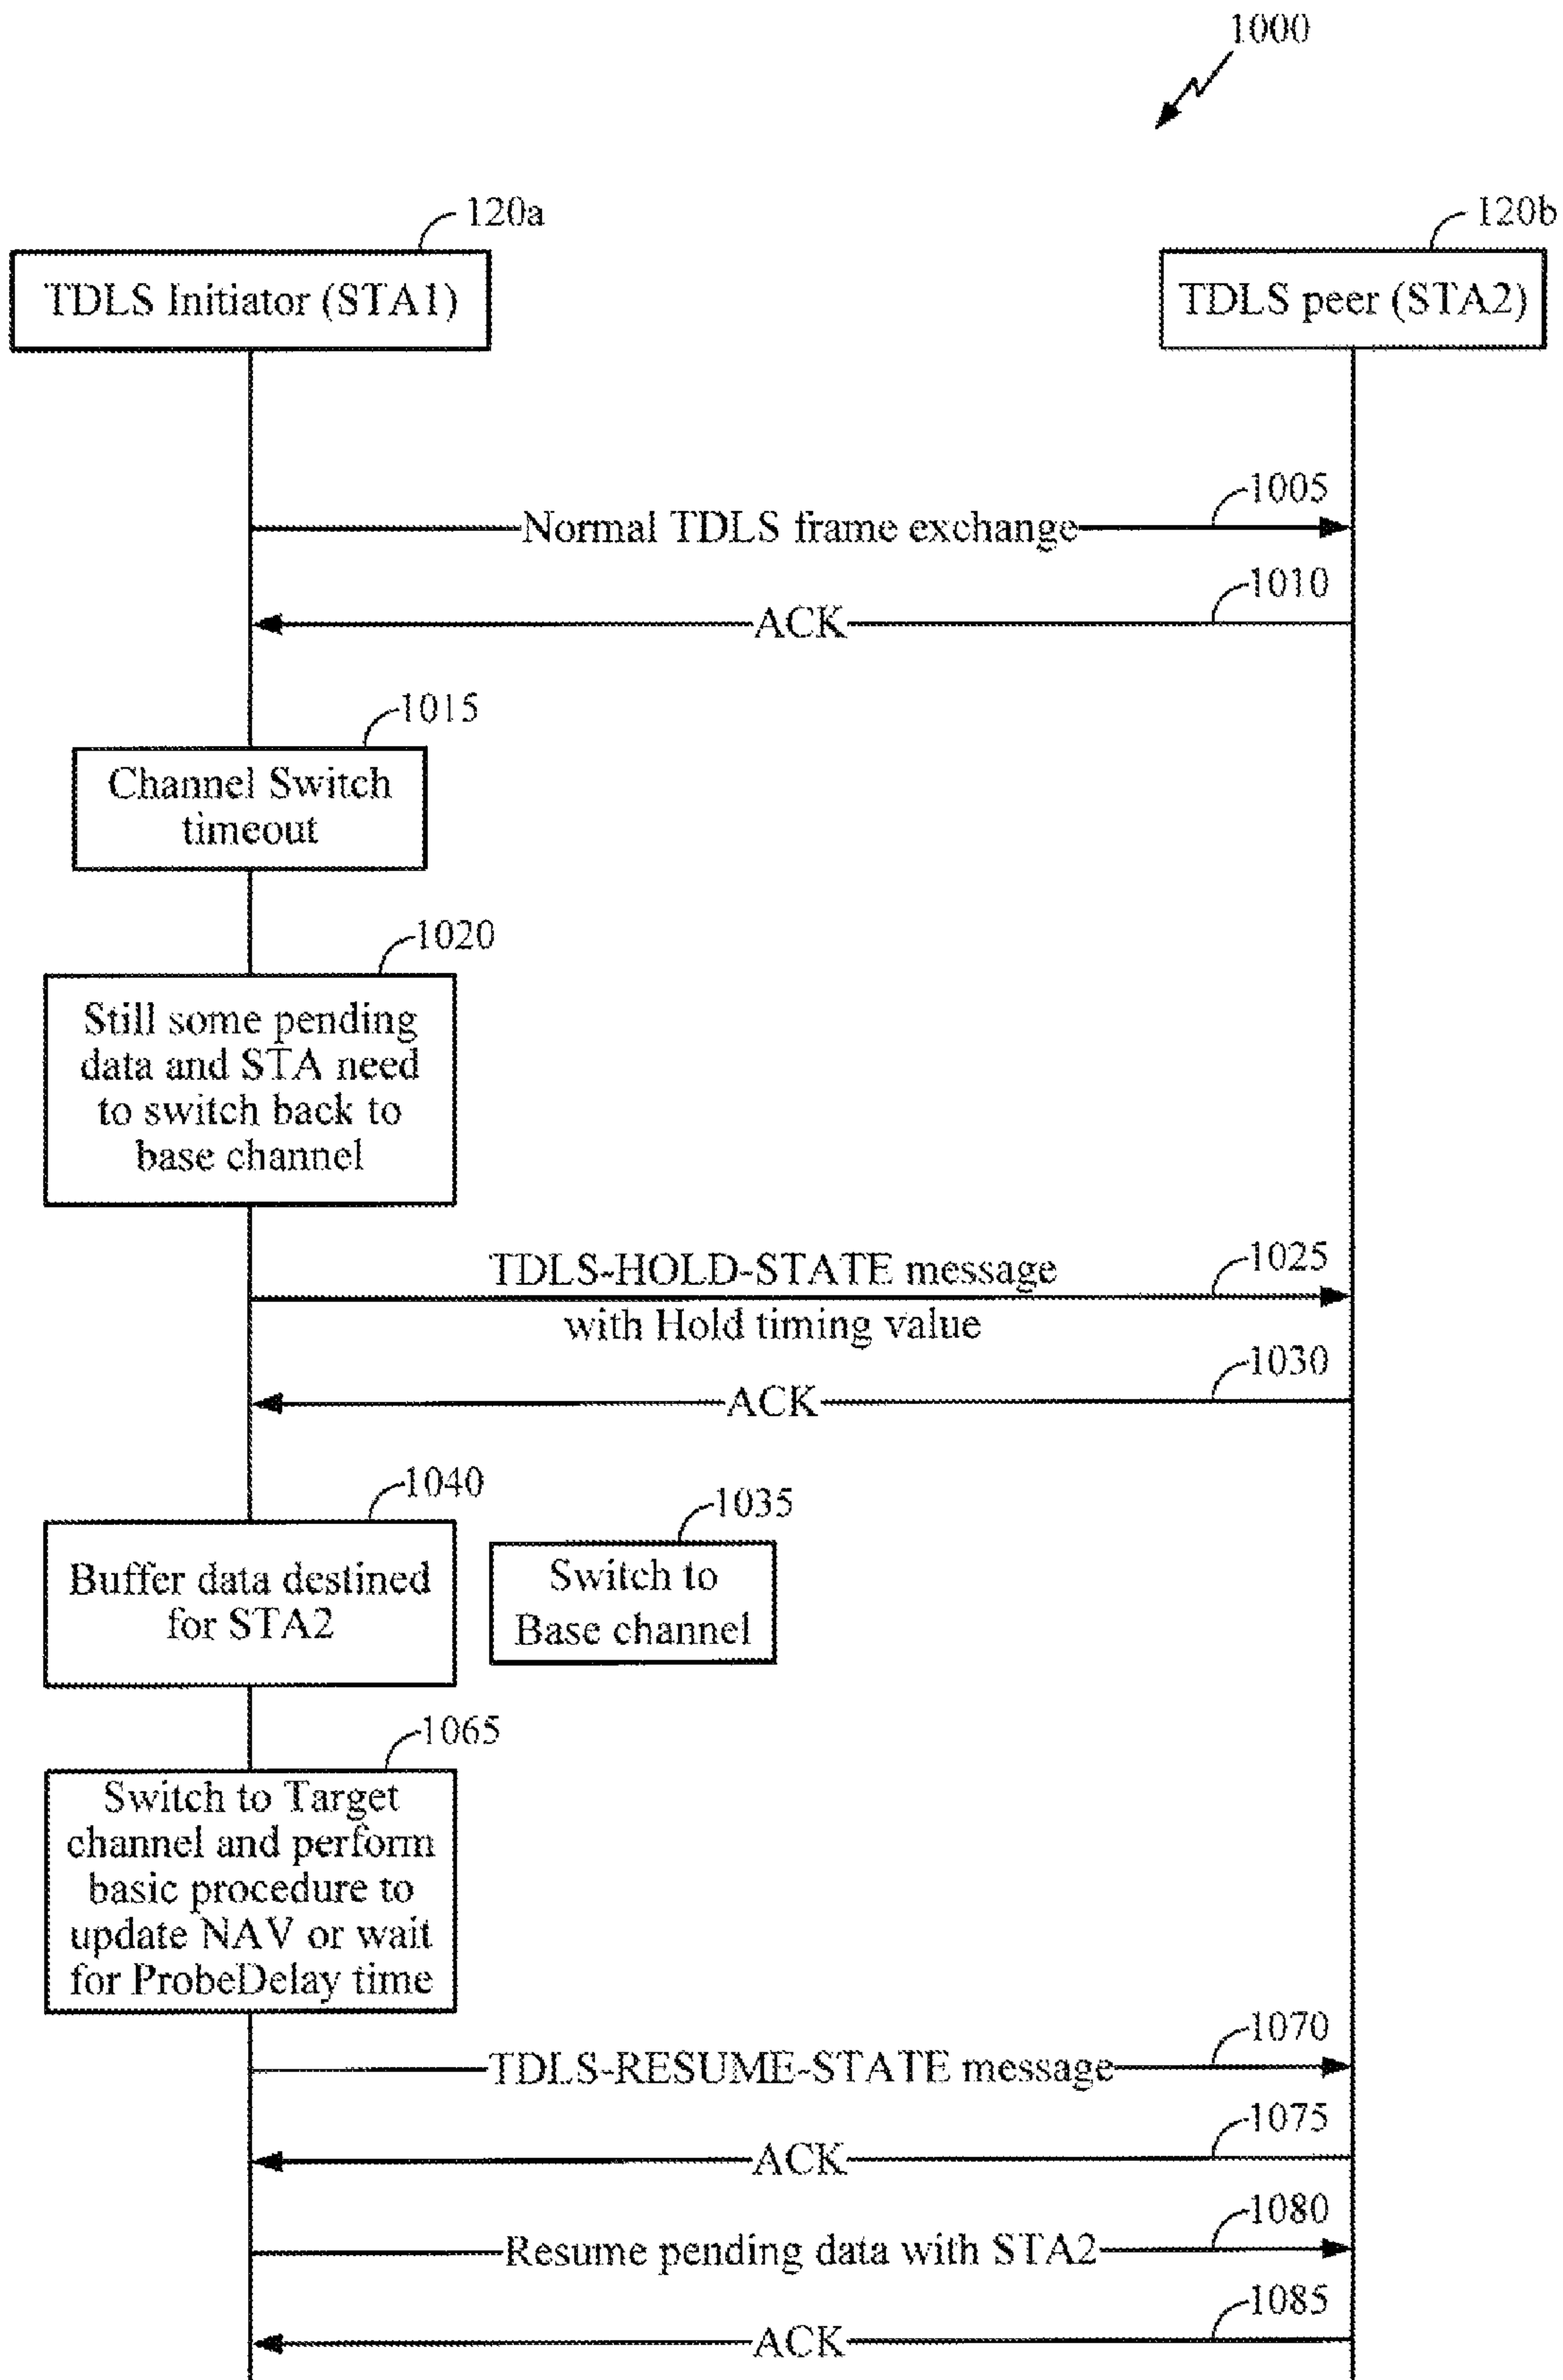 1000
120a
120b
TDLS Initiator (STA1)
TDLS peer (STA2)
1005
Normal TDLS frame exchange
1010
ACK
1015
Channel Switch
timeout
1020
Still some pending
data and STA need
to switch back to
base channel
1025
TDLS-HOLD-STATE message
with Hold timing value
1030
ACK
1040
Buffer data destined
for STA2
1035
Switch to
Base channel
1065
Switch to Target
channel and perform
basic procedure to
update NAV or wait
for ProbeDelay time
1070
TDLS-RESUME-STATE message
1075
ACK
1080
Resume pending data with STA2
1085
ACK